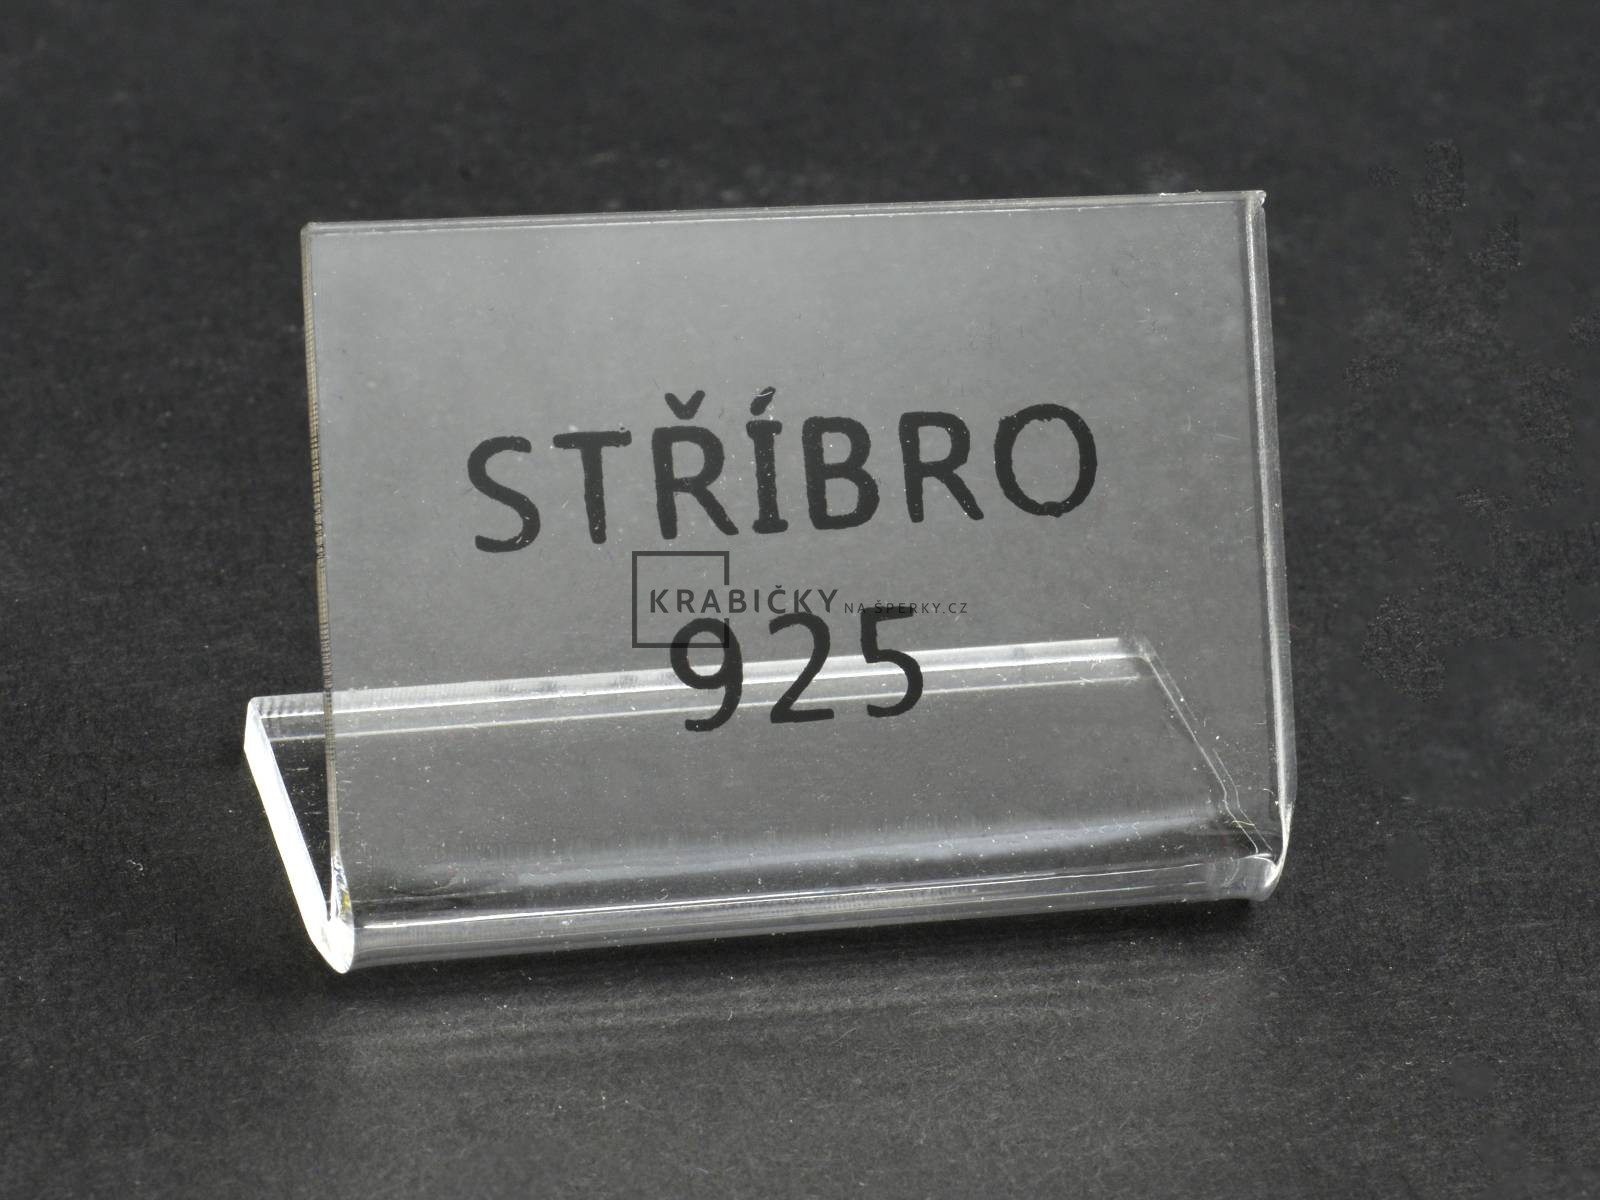 STŘÍBRO
KRABIČKY NA ŠPERKY.CZ
925